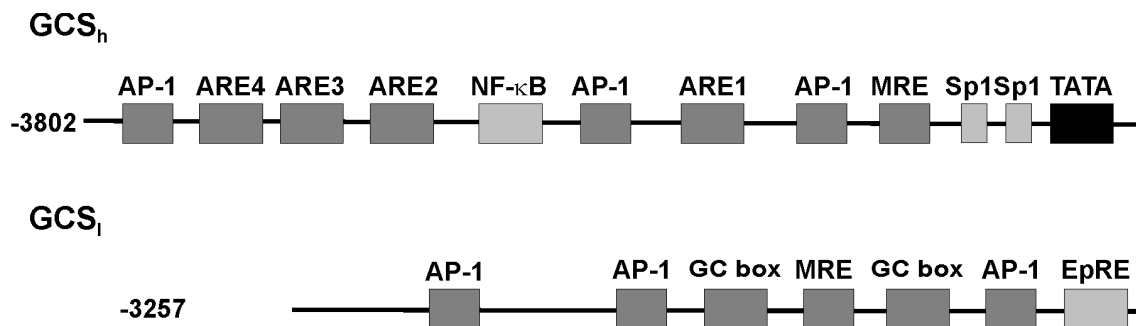 GCSh
AP-1 ARE4 ARE3 ARE2 NF-κB AP-1 ARE1 AP-1 MRE Sp1 Sp1 TATA
-3802
GCSl
AP-1 AP-1 GC box MRE GC box AP-1 EpRE
-3257